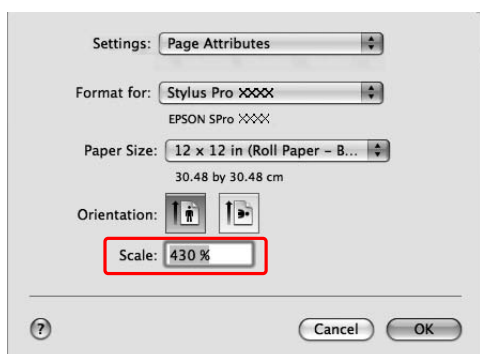 Settings: Page Attributes
Format for: Stylus Pro XXXX
EPSON SPro XXXX
Paper Size: 12 x 12 in (Roll Paper – B...
30.48 by 30.48 cm
Orientation:
Scale: 430 %
? Cancel OK